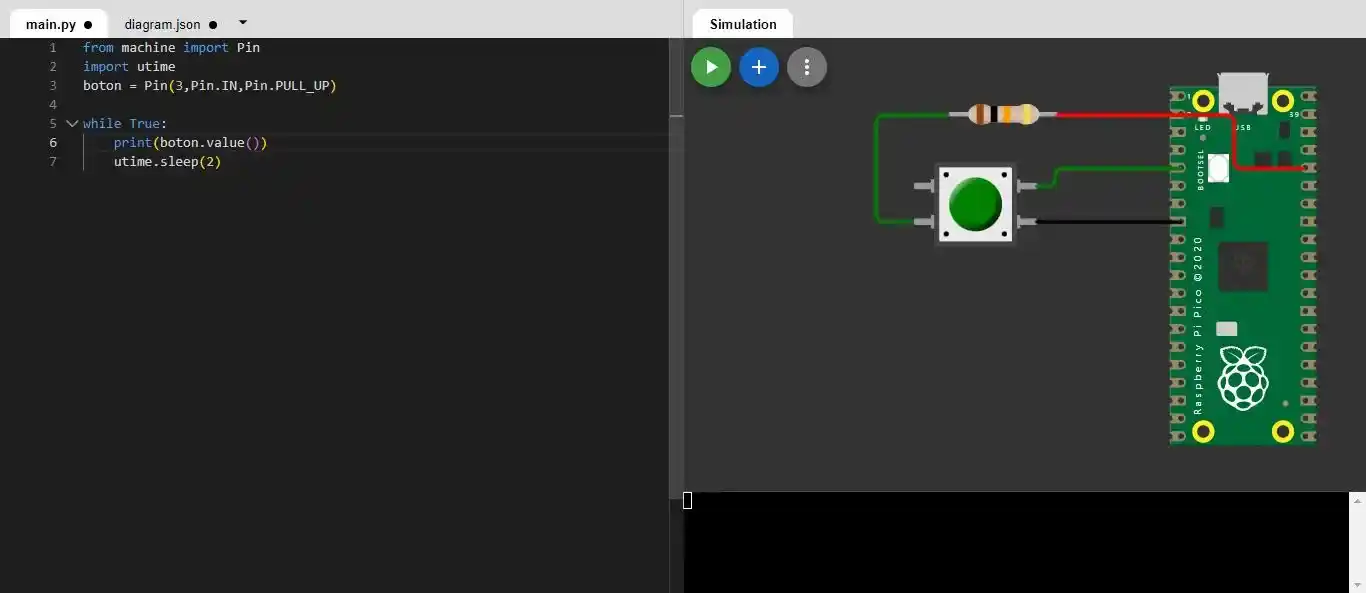 main.py diagram.json
1 from machine import Pin
2 import utime
3 boton = Pin(3,Pin.IN,Pin.PULL_UP)
4
5 while True:
6 print(boton.value())
7 utime.sleep(2)
Simulation
1
39
LED USB
BOOTSEL
Raspberry Pi Pico ©2020